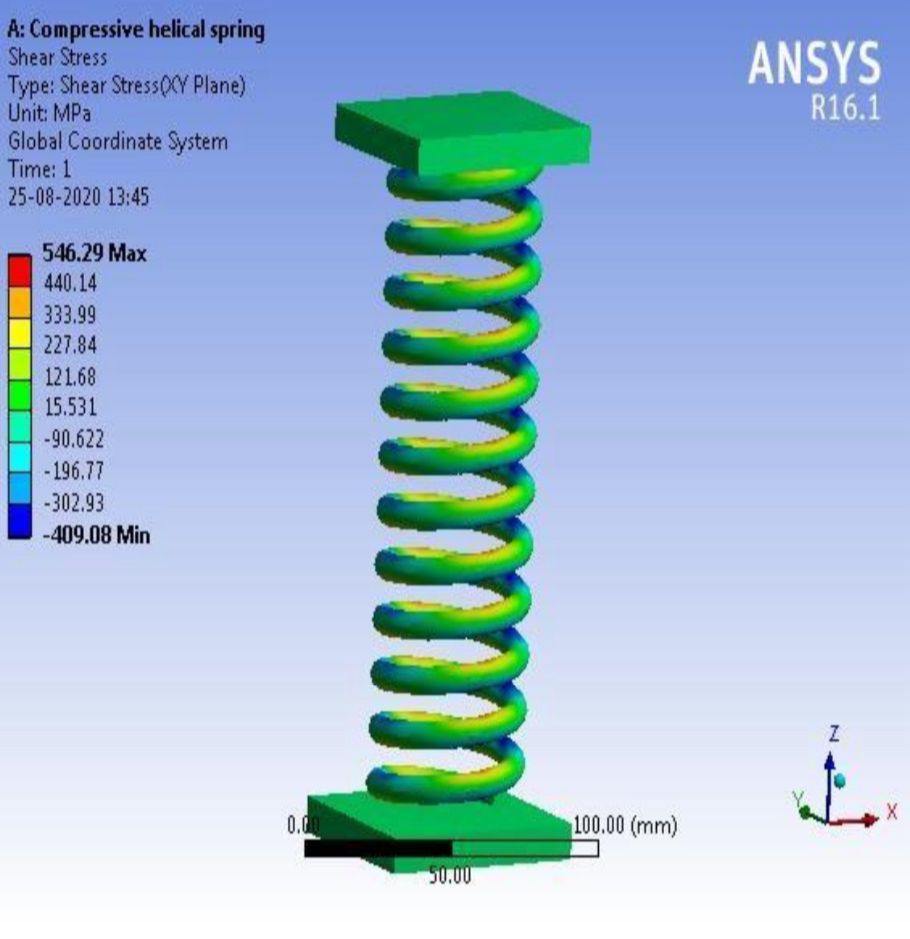 A: Compressive helical spring
Shear Stress
Type: Shear Stress(XY Plane)
Unit: MPa
Global Coordinate System
Time: 1
25-08-2020 13:45
546.29 Max
440.14
333.99
227.84
121.68
15.531
-90.622
-196.77
-302.93
-409.08 Min
ANSYS
R16.1
0.00
100.00 (mm)
50.00
Z
Y
X